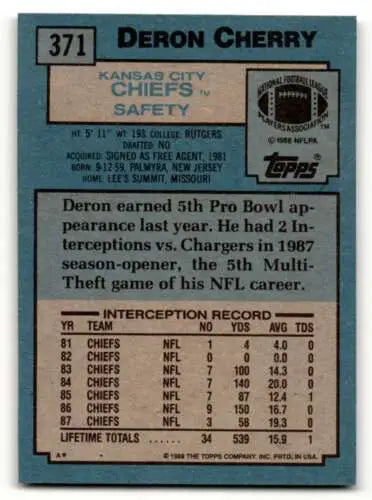 371
DERON CHERRY
KANSAS CITY
CHIEFS TM
SAFETY
NATIONAL FOOTBALL LEAGUE
PLAYERS ASSOCIATION
© 1988 NFLPA
TOPPS®
HT. 5' 11" WT. 193 COLLEGE: RUTGERS
DRAFTED: NO
ACQUIRED: SIGNED AS FREE AGENT, 1981
BORN: 9-12-59, PALMYRA, NEW JERSEY
HOME: LEE'S SUMMIT, MISSOURI
Deron earned 5th Pro Bowl ap-
pearance last year. He had 2 In-
terceptions vs. Chargers in 1987
season-opener, the 5th Multi-
Theft game of his NFL career.
INTERCEPTION RECORD
YR TEAM NO YDS AVG TDS
81 CHIEFS NFL 1 4 4.0 0
82 CHIEFS NFL 0 0 0.0 0
83 CHIEFS NFL 7 100 14.3 0
84 CHIEFS NFL 7 140 20.0 0
85 CHIEFS NFL 7 87 12.4 1
86 CHIEFS NFL 9 150 16.7 0
87 CHIEFS NFL 3 58 19.3 0
LIFETIME TOTALS 34 539 15.9 1
A* © 1988 THE TOPPS COMPANY, INC. PRTD. IN USA.